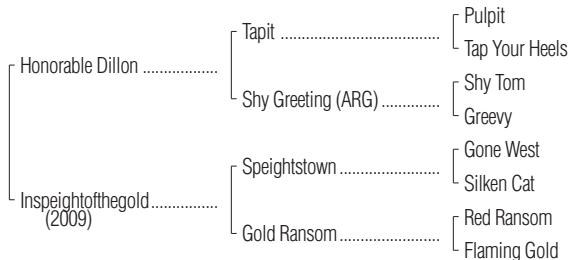 Pulpit
Tapit ......................................
Tap Your Heels
Honorable Dillon ..................
Shy Tom
Shy Greeting (ARG) ..............
Greevy
Gone West
Speightstown ........................
Silken Cat
Inspeightofthegold ................
(2009)
Red Ransom
Gold Ransom ........................
Flaming Gold